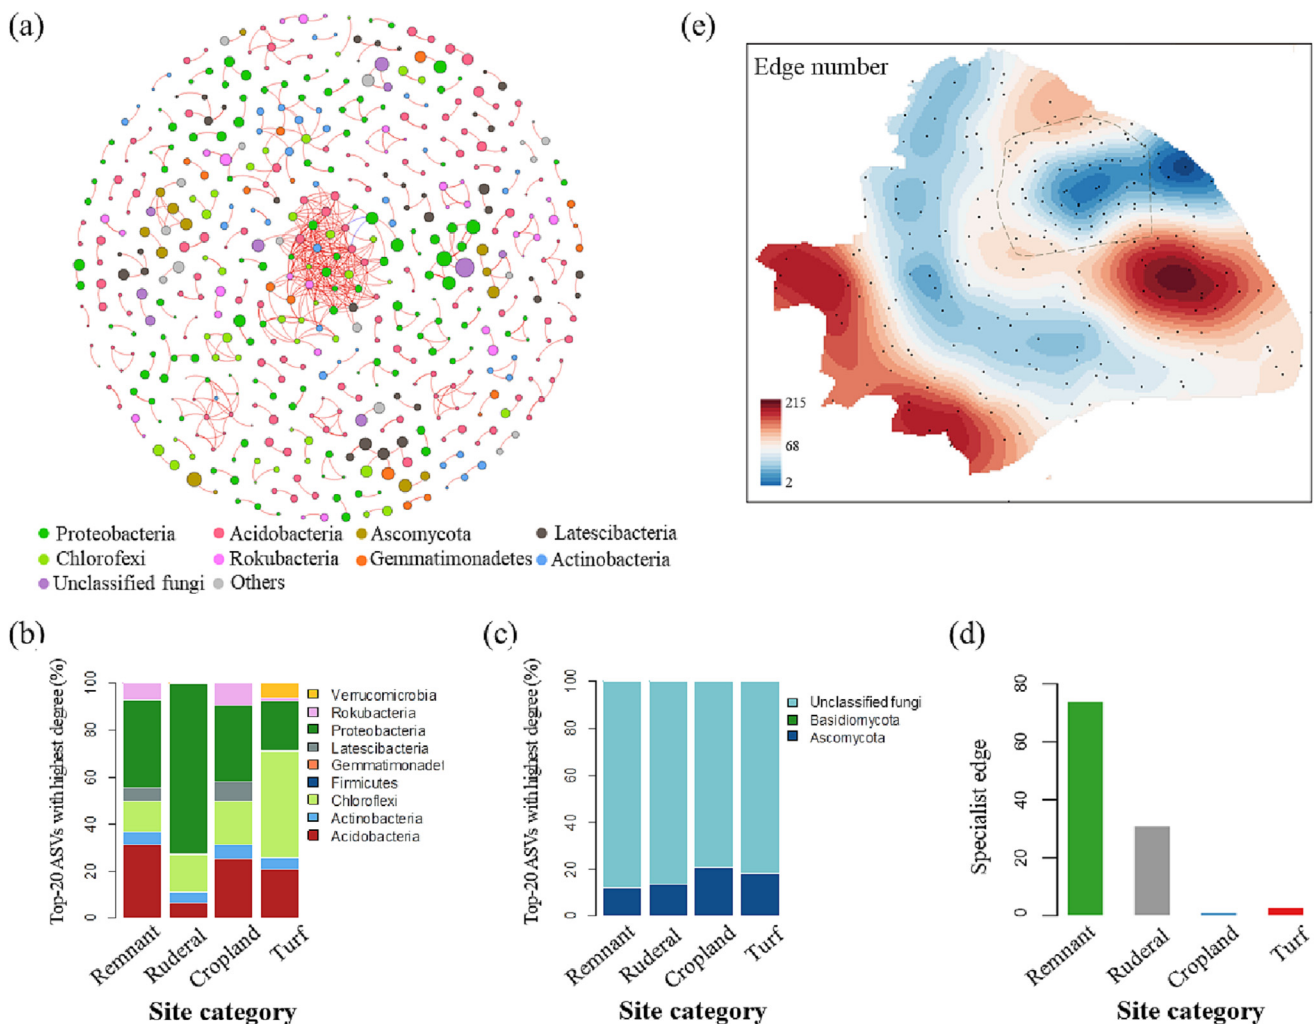 (a)
(e)
Edge number
215
68
2
Proteobacteria
Acidobacteria
Ascomycota
Latescibacteria
Chlorofexi
Rokubacteria
Gemmatimonadetes
Actinobacteria
Unclassified fungi
Others
(b)
Top-20 ASVs with highest degree (%)
100
80
60
40
20
0
Verrucomicrobia
Rokubacteria
Proteobacteria
Latescibacteria
Gemmatimonadet
Firmicutes
Chloroflexi
Actinobacteria
Acidobacteria
Remnant
Ruderal
Cropland
Turf
Site category
(c)
Top-20 ASVs with highest degree (%)
100
80
60
40
20
0
Unclassified fungi
Basidiomycota
Ascomycota
Remnant
Ruderal
Cropland
Turf
Site category
(d)
Specialist edge
80
60
40
20
0
Remnant
Ruderal
Cropland
Turf
Site category